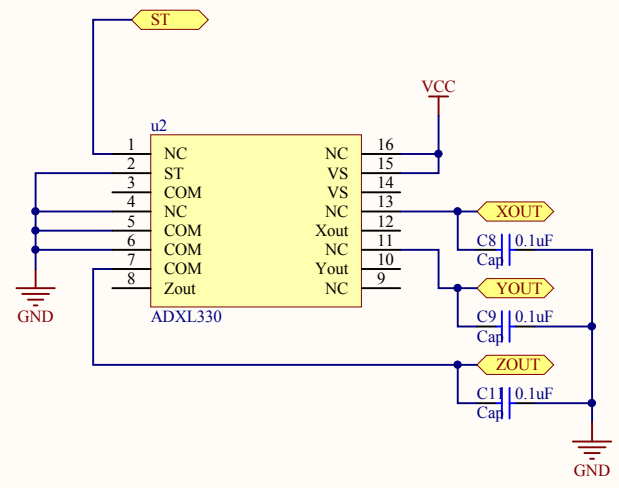 ST
VCC
u2
1 NC NC 16
2 ST VS 15
3 COM VS 14
4 NC NC 13
5 COM Xout 12
6 COM NC 11
7 COM Yout 10
8 Zout NC 9
ADXL330
GND
XOUT
C8 0.1uF
Cap
YOUT
C9 0.1uF
Cap
ZOUT
C11 0.1uF
Cap
GND